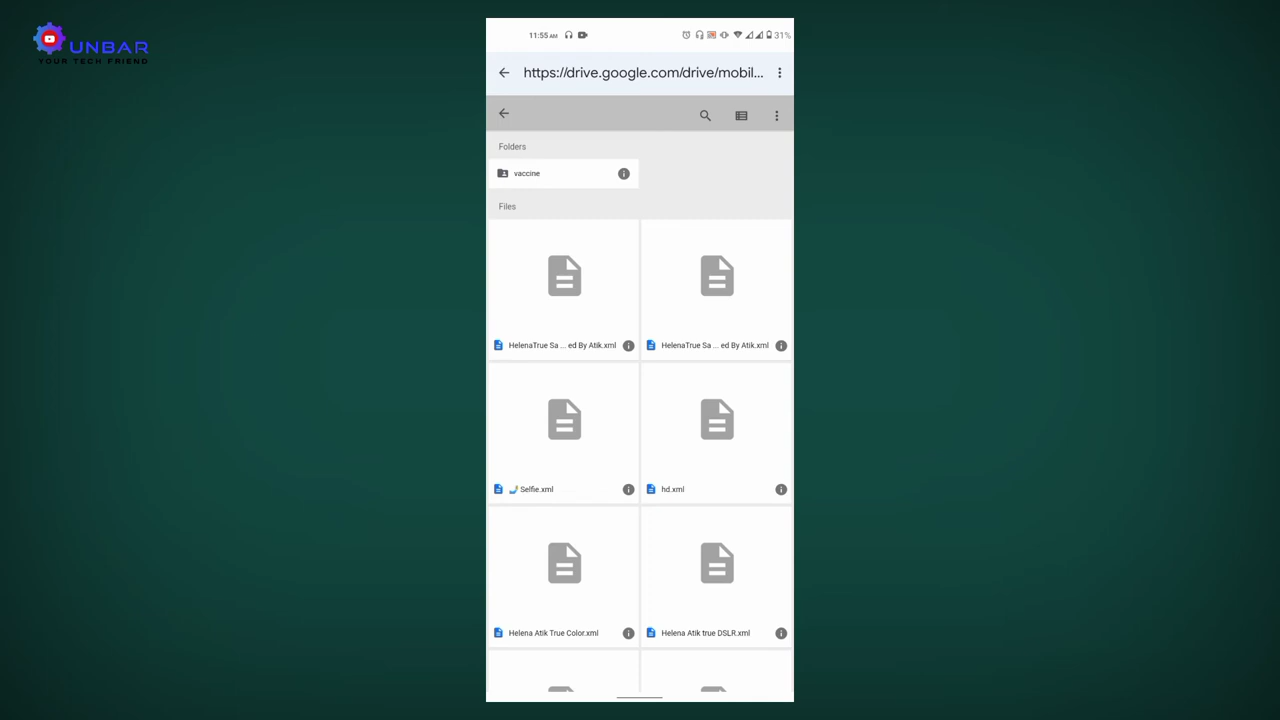 UNBAR
YOUR TECH FRIEND
11:55 AM
31%
https://drive.google.com/drive/mobil...
Folders
vaccine
Files
HelenaTrue Sa ... ed By Atik.xml
HelenaTrue Sa ... ed By Atik.xml
🤳 Selfie.xml
hd.xml
Helena Atik True Color.xml
Helena Atik true DSLR.xml